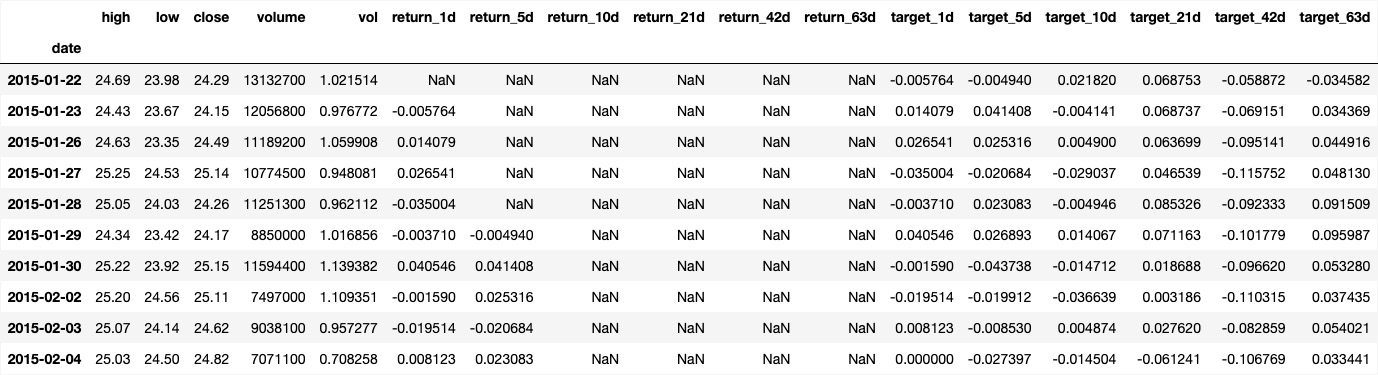 high low close volume vol return_1d return_5d return_10d return_21d return_42d return_63d target_1d target_5d target_10d target_21d target_42d target_63d
date
2015-01-22 24.69 23.98 24.29 13132700 1.021514 NaN NaN NaN NaN NaN NaN -0.005764 -0.004940 0.021820 0.068753 -0.058872 -0.034582
2015-01-23 24.43 23.67 24.15 12056800 0.976772 -0.005764 NaN NaN NaN NaN NaN 0.014079 0.041408 -0.004141 0.068737 -0.069151 0.034369
2015-01-26 24.63 23.35 24.49 11189200 1.059908 0.014079 NaN NaN NaN NaN NaN 0.026541 0.025316 0.004900 0.063699 -0.095141 0.044916
2015-01-27 25.25 24.53 25.14 10774500 0.948081 0.026541 NaN NaN NaN NaN NaN -0.035004 -0.020684 -0.029037 0.046539 -0.115752 0.048130
2015-01-28 25.05 24.03 24.26 11251300 0.962112 -0.035004 NaN NaN NaN NaN NaN -0.003710 0.023083 -0.004946 0.085326 -0.092333 0.091509
2015-01-29 24.34 23.42 24.17 8850000 1.016856 -0.003710 -0.004940 NaN NaN NaN NaN 0.040546 0.026893 0.014067 0.071163 -0.101779 0.095987
2015-01-30 25.22 23.92 25.15 11594400 1.139382 0.040546 0.041408 NaN NaN NaN NaN -0.001590 -0.043738 -0.014712 0.018688 -0.096620 0.053280
2015-02-02 25.20 24.56 25.11 7497000 1.109351 -0.001590 0.025316 NaN NaN NaN NaN -0.019514 -0.019912 -0.036639 0.003186 -0.110315 0.037435
2015-02-03 25.07 24.14 24.62 9038100 0.957277 -0.019514 -0.020684 NaN NaN NaN NaN 0.008123 -0.008530 0.004874 0.027620 -0.082859 0.054021
2015-02-04 25.03 24.50 24.82 7071100 0.708258 0.008123 0.023083 NaN NaN NaN NaN 0.000000 -0.027397 -0.014504 -0.061241 -0.106769 0.033441